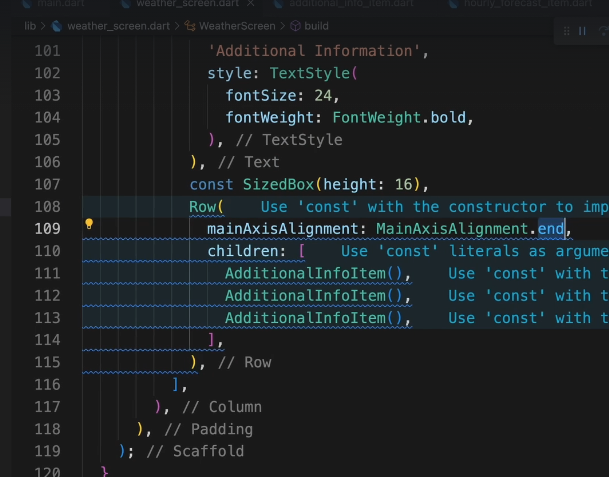 main.dart weather_screen.dart × additional_info_item.dart hourly_forecast_item.dart
lib > weather_screen.dart > WeatherScreen > build
101 'Additional Information',
102 style: TextStyle(
103 fontSize: 24,
104 fontWeight: FontWeight.bold,
105 ), // TextStyle
106 ), // Text
107 const SizedBox(height: 16),
108 Row( Use 'const' with the constructor to imp
109 mainAxisAlignment: MainAxisAlignment.end,
110 children: [ Use 'const' literals as argume
111 AdditionalInfoItem(), Use 'const' with t
112 AdditionalInfoItem(), Use 'const' with t
113 AdditionalInfoItem(), Use 'const' with t
114 ],
115 ), // Row
116 ],
117 ), // Column
118 ), // Padding
119 ); // Scaffold
120 }